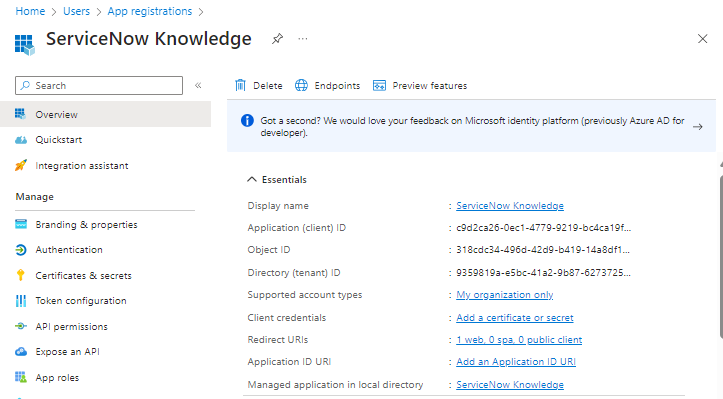 Home > Users > App registrations >
ServiceNow Knowledge
Search
Delete Endpoints Preview features
Overview
Quickstart
Integration assistant
Manage
Branding & properties
Authentication
Certificates & secrets
Token configuration
API permissions
Expose an API
App roles
Got a second? We would love your feedback on Microsoft identity platform (previously Azure AD for
developer).
Essentials
Display name : ServiceNow Knowledge
Application (client) ID : c9d2ca26-0ec1-4779-9219-bc4ca19f...
Object ID : 318cdc34-496d-42d9-b419-14a8df1...
Directory (tenant) ID : 9359819a-e5bc-41a2-9b87-6273725...
Supported account types : My organization only
Client credentials : Add a certificate or secret
Redirect URIs : 1 web, 0 spa, 0 public client
Application ID URI : Add an Application ID URI
Managed application in local directory : ServiceNow Knowledge